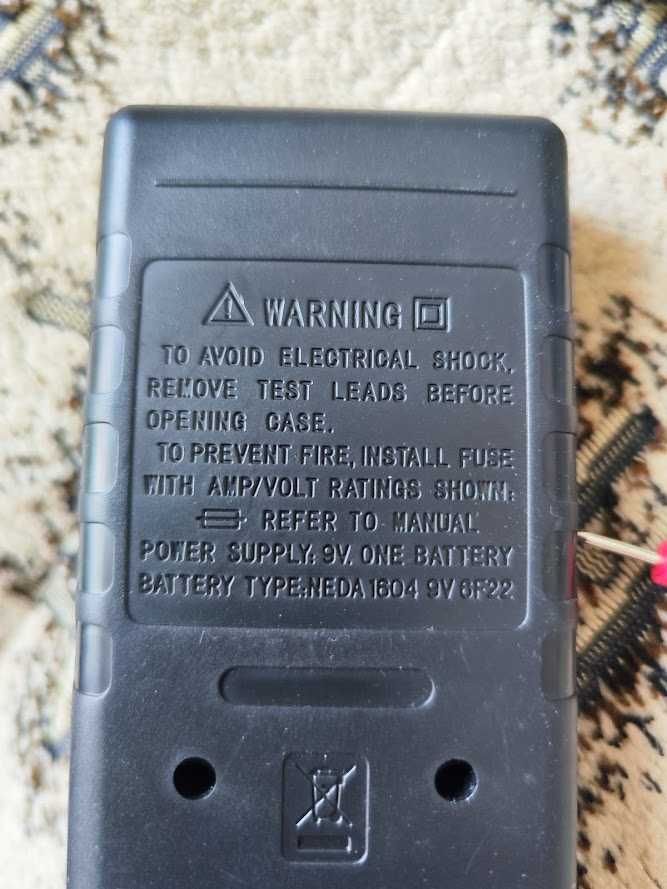 WARNING
TO AVOID ELECTRICAL SHOCK,
REMOVE TEST LEADS BEFORE
OPENING CASE.
TO PREVENT FIRE, INSTALL FUSE
WITH AMP/VOLT RATINGS SHOWN:
REFER TO MANUAL
POWER SUPPLY: 9V. ONE BATTERY
BATTERY TYPE:NEDA 1604 9V 6F22